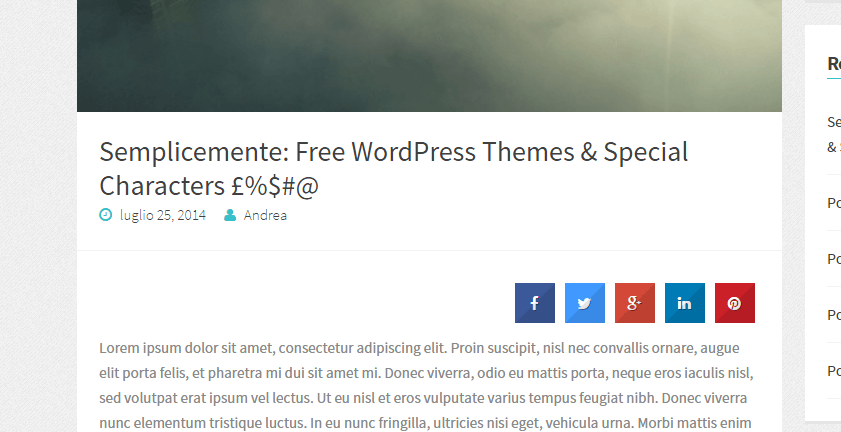 Semplicemente: Free WordPress Themes & Special
Characters £%$#@
luglio 25, 2014 Andrea
f g+ in
Lorem ipsum dolor sit amet, consectetur adipiscing elit. Proin suscipit, nisl nec convallis ornare, augue
elit porta felis, et pharetra mi dui sit amet mi. Donec viverra, odio eu mattis porta, neque eros iaculis nisl,
sed volutpat erat ipsum vel lectus. Ut eu nisl et eros vulputate varius tempus feugiat nibh. Donec viverra
nunc elementum tristique luctus. In eu nunc fringilla, ultricies nisi eget, vehicula urna. Morbi mattis enim
Re
Se
&
Po
Po
Po
Po